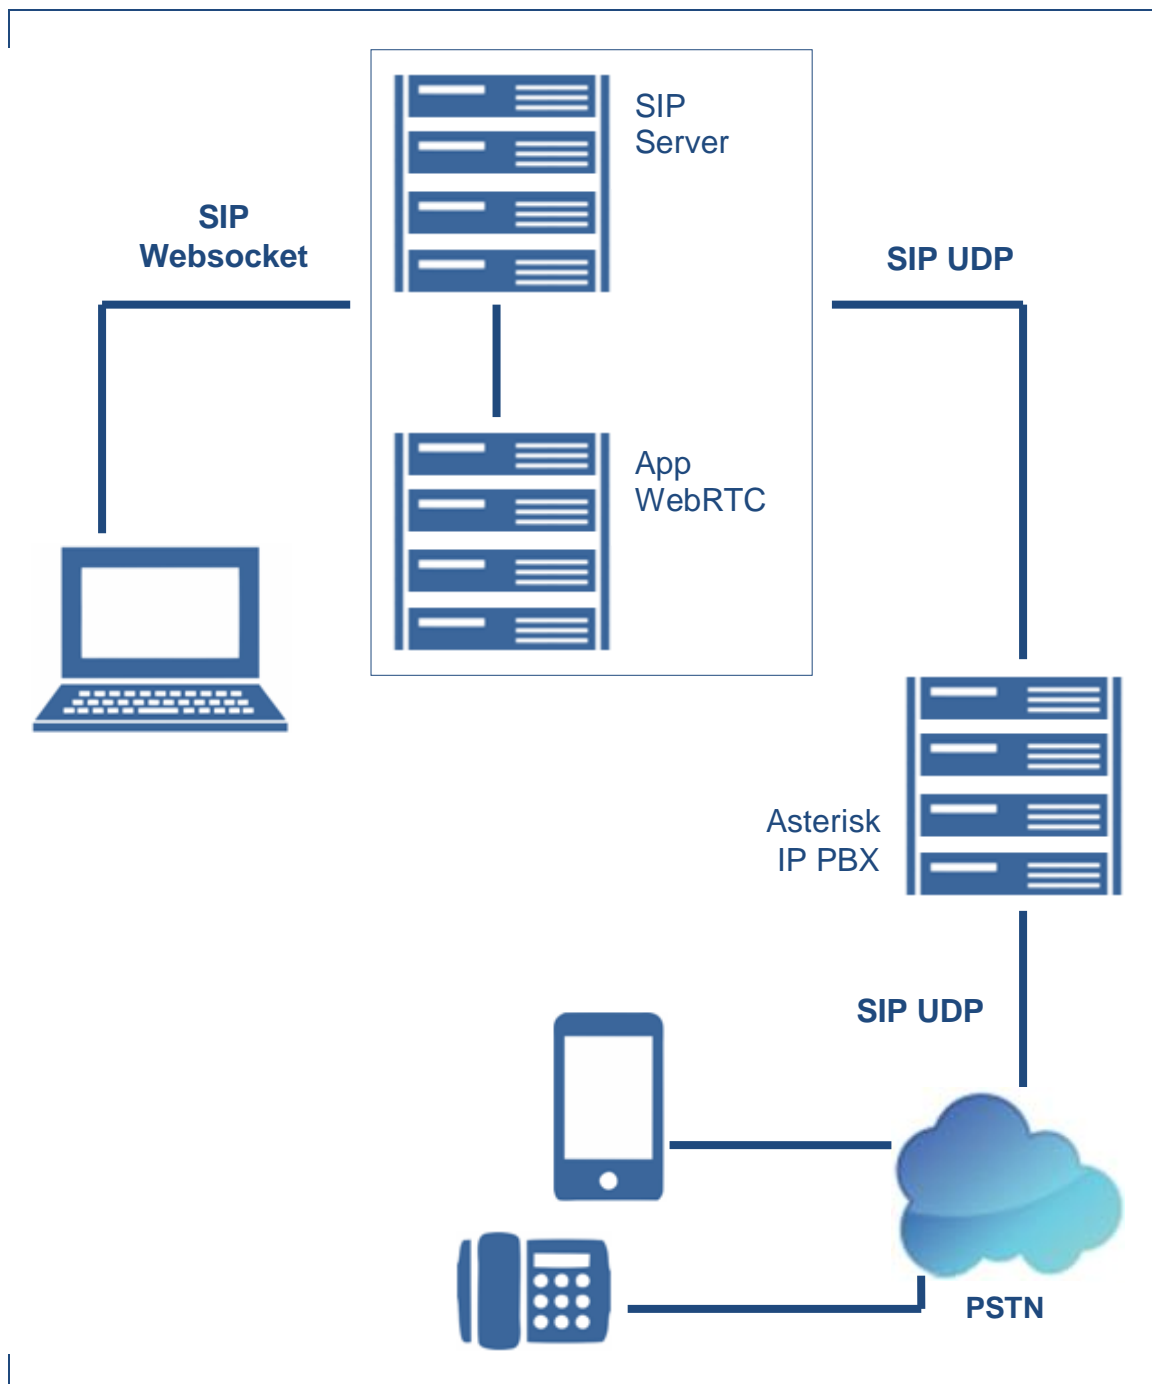 SIP
Server
SIP
Websocket
SIP UDP
App
WebRTC
Asterisk
IP PBX
SIP UDP
PSTN